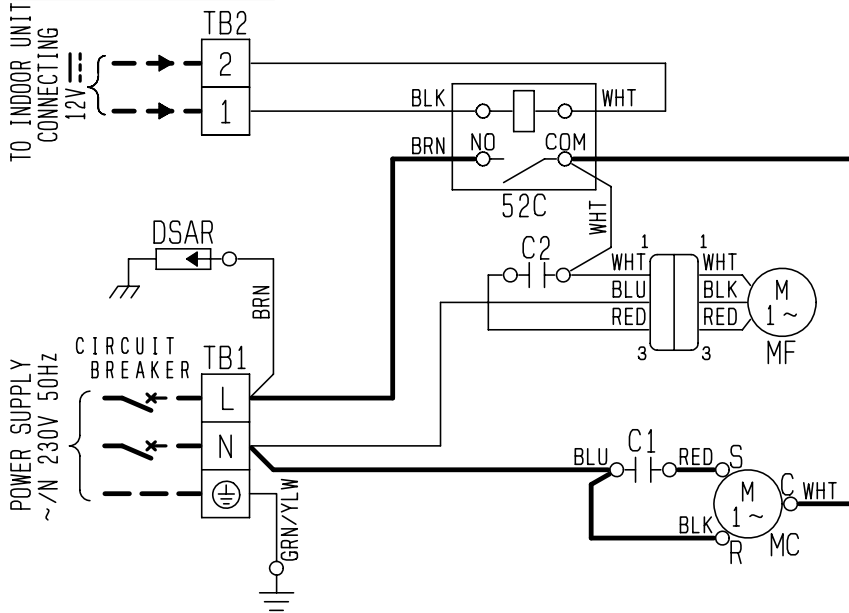 TO INDOOR UNIT
CONNECTING
12V
TB2
2
1
BLK
WHT
BRN
NO
COM
52C
WHT
DSAR
BRN
C2
WHT
BLU
RED
1
3
1
3
WHT
BLK
RED
M
1~
MF
POWER SUPPLY
~/N 230V 50Hz
CIRCUIT
BREAKER
TB1
L
N
GRN/YLW
BLU
C1
RED
S
BLK
R
M
1~
C
WHT
MC